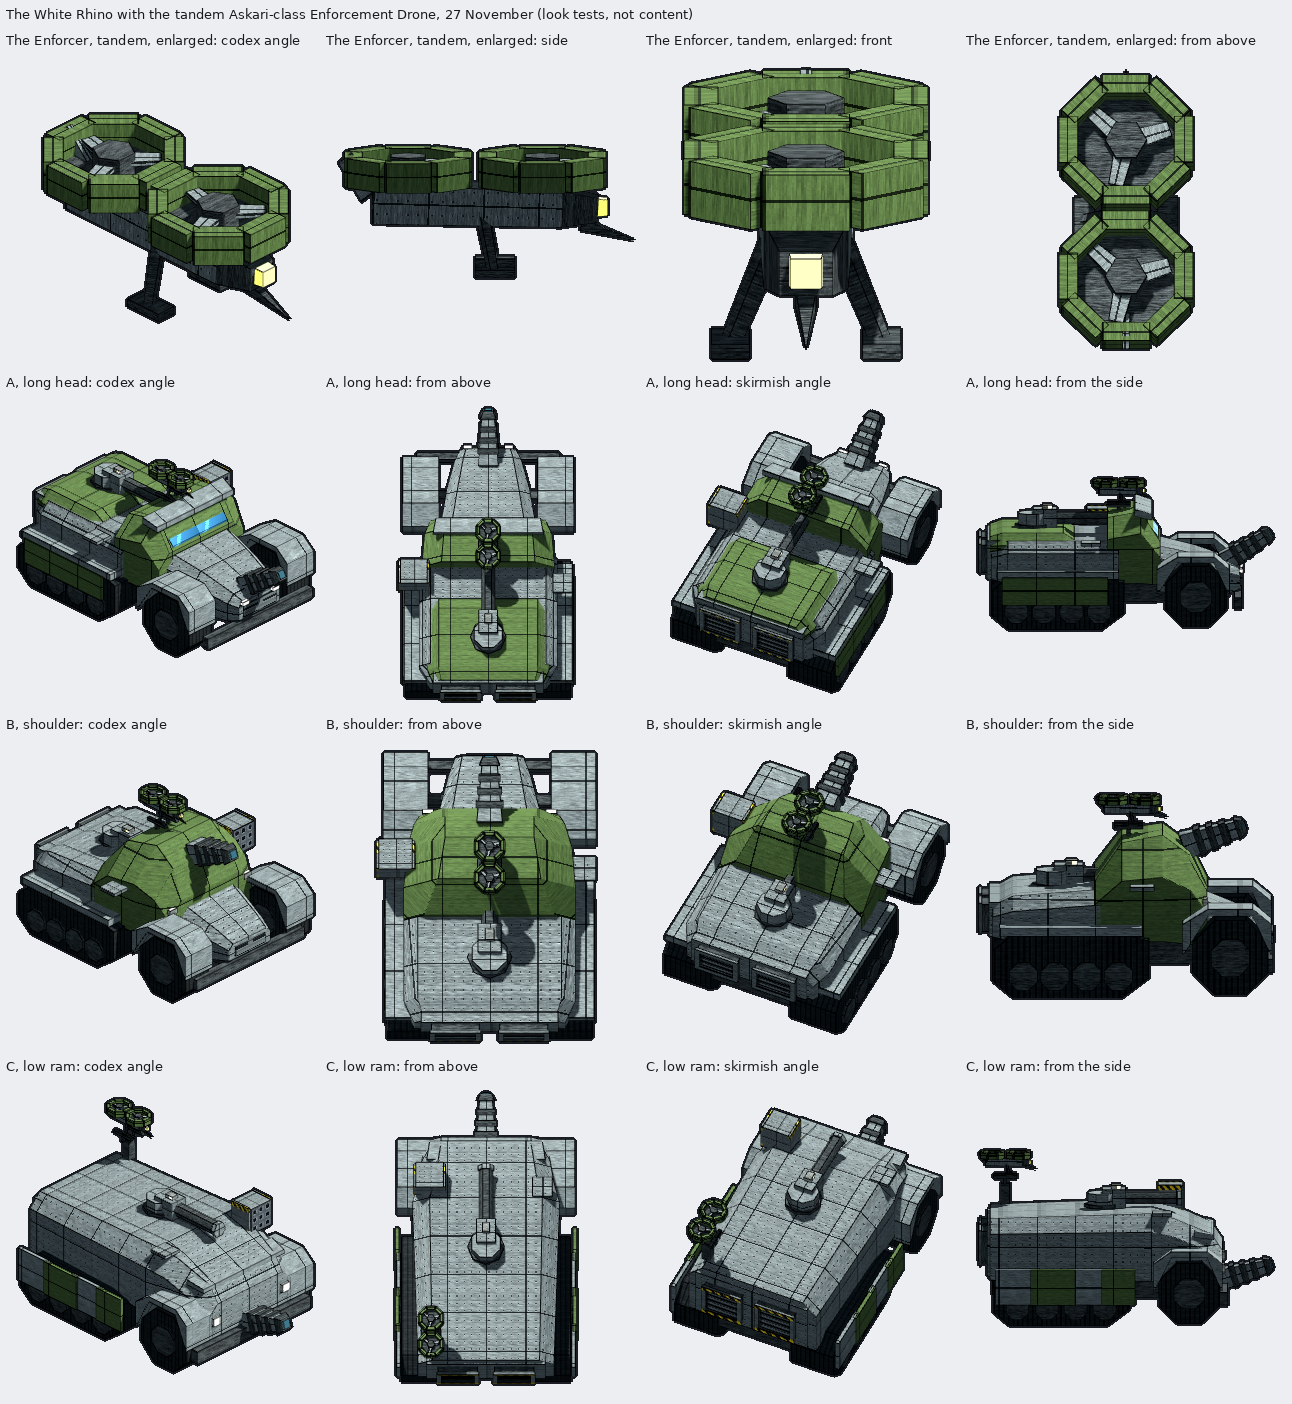 The White Rhino with the tandem Askari-class Enforcement Drone, 27 November (look tests, not content)
The Enforcer, tandem, enlarged: codex angle
The Enforcer, tandem, enlarged: side
The Enforcer, tandem, enlarged: front
The Enforcer, tandem, enlarged: from above
A, long head: codex angle
A, long head: from above
A, long head: skirmish angle
A, long head: from the side
B, shoulder: codex angle
B, shoulder: from above
B, shoulder: skirmish angle
B, shoulder: from the side
C, low ram: codex angle
C, low ram: from above
C, low ram: skirmish angle
C, low ram: from the side